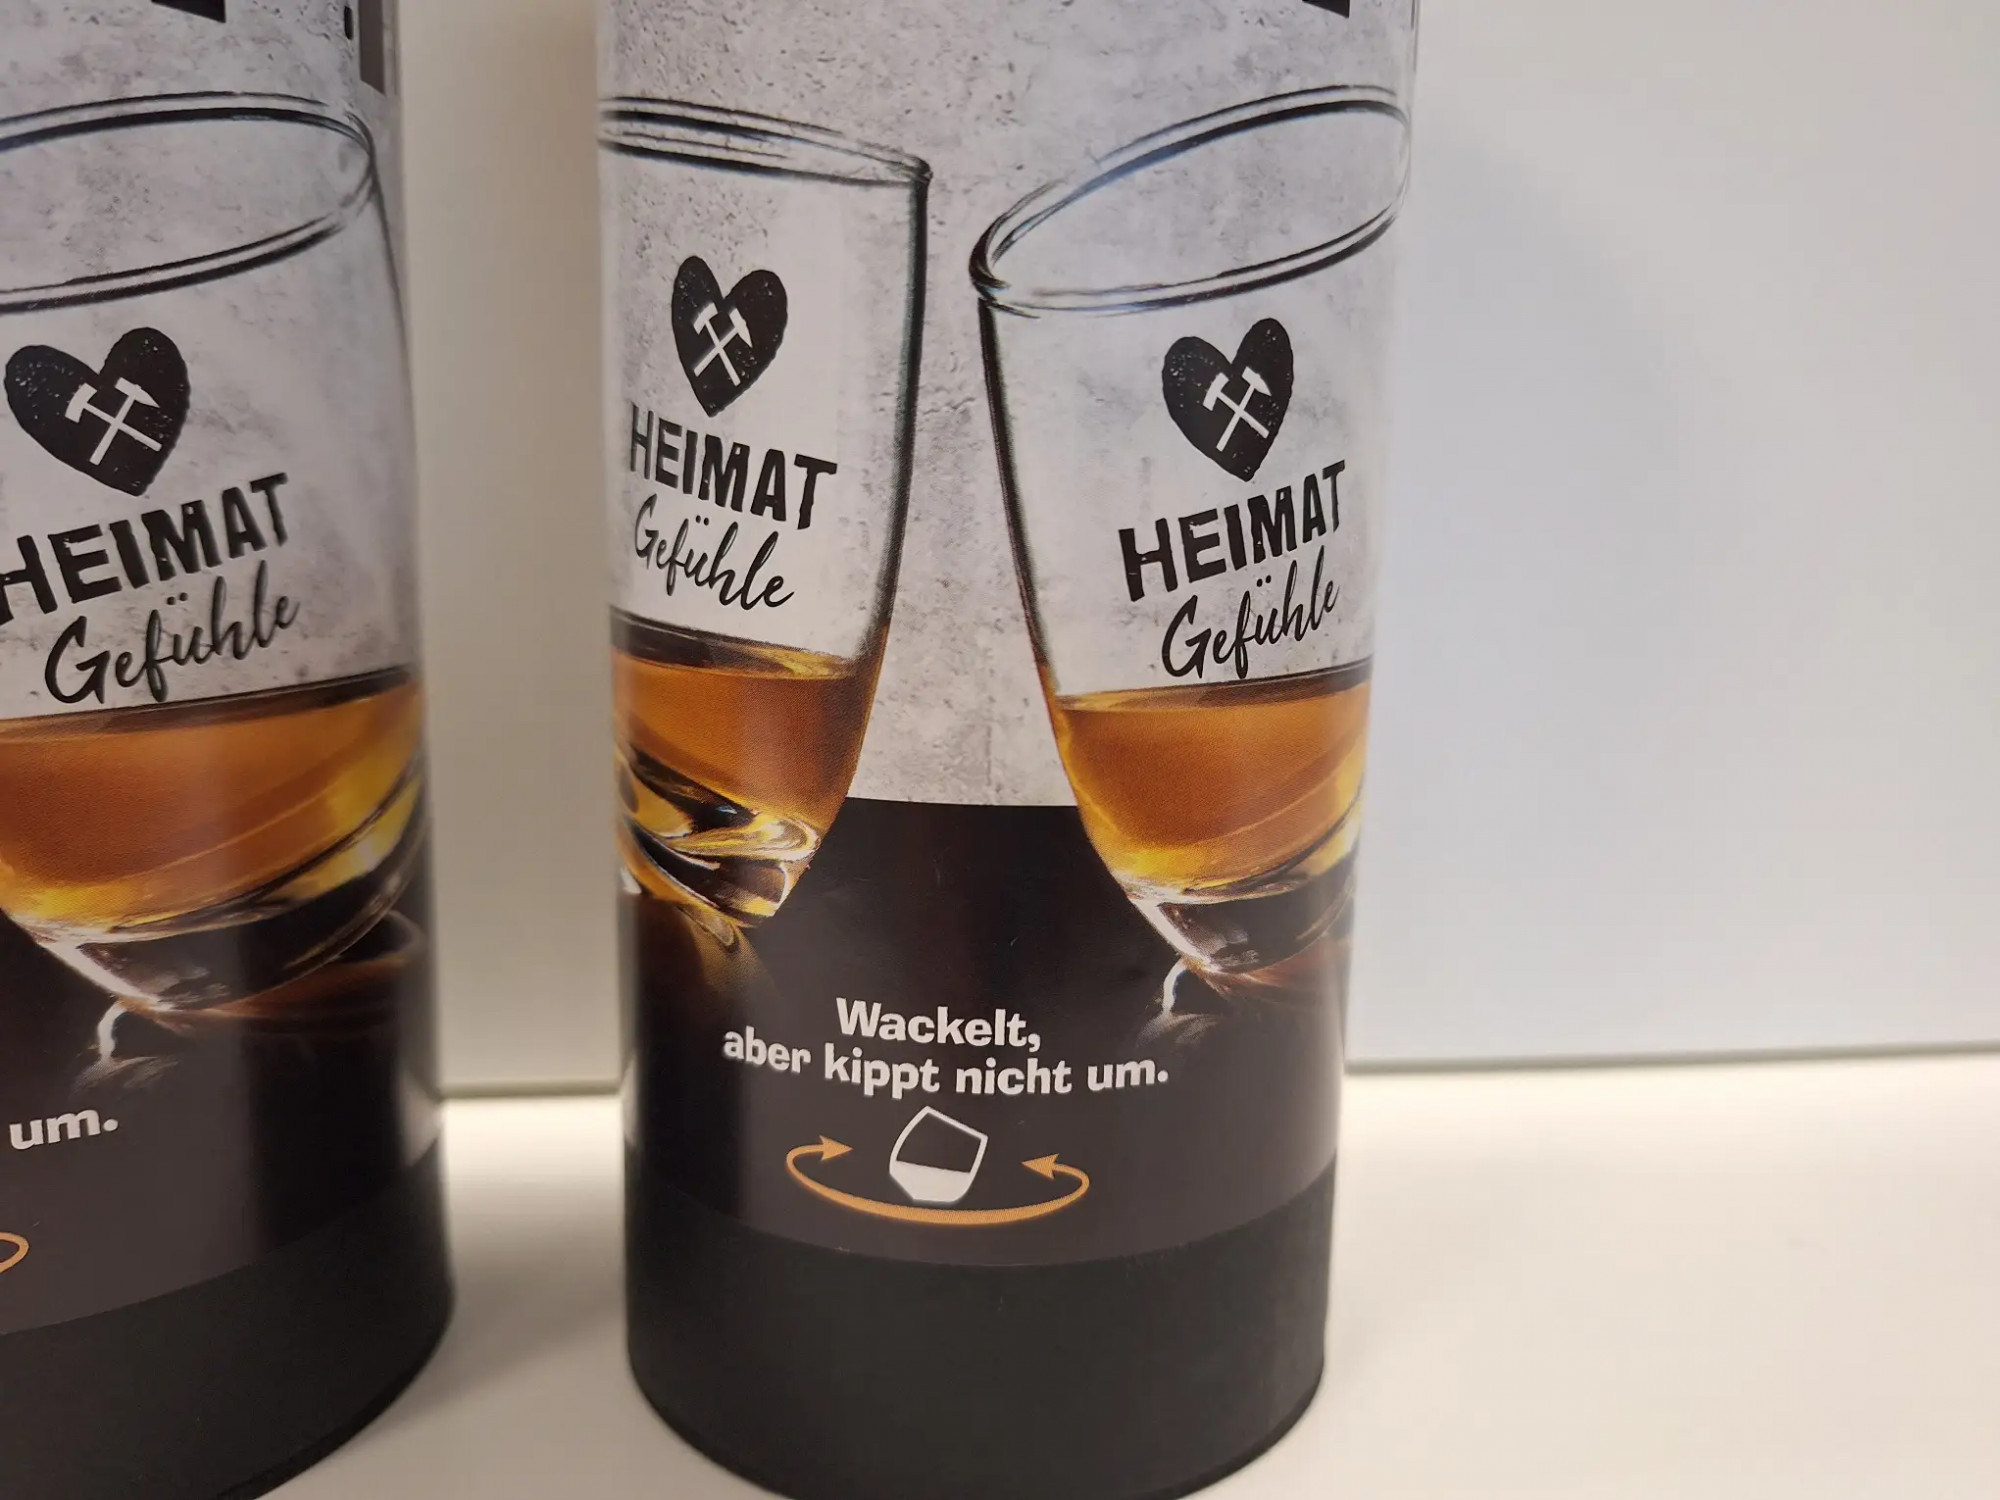 HEIMAT
Gefühle
um.
HEIMAT
Gefühle
HEIMAT
Gefühle
Wackelt,
aber kippt nicht um.